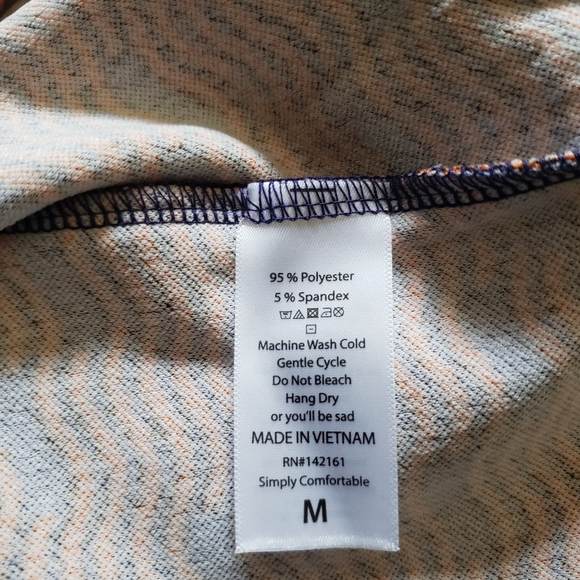 95 % Polyester
5 % Spandex
Machine Wash Cold
Gentle Cycle
Do Not Bleach
Hang Dry
or you'll be sad
MADE IN VIETNAM
RN#142161
Simply Comfortable
M